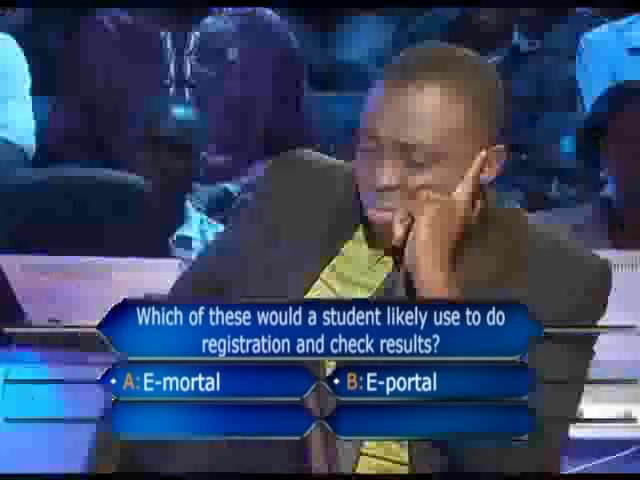 Which of these would a student likely use to do
registration and check results?
A: E-mortal
B: E-portal